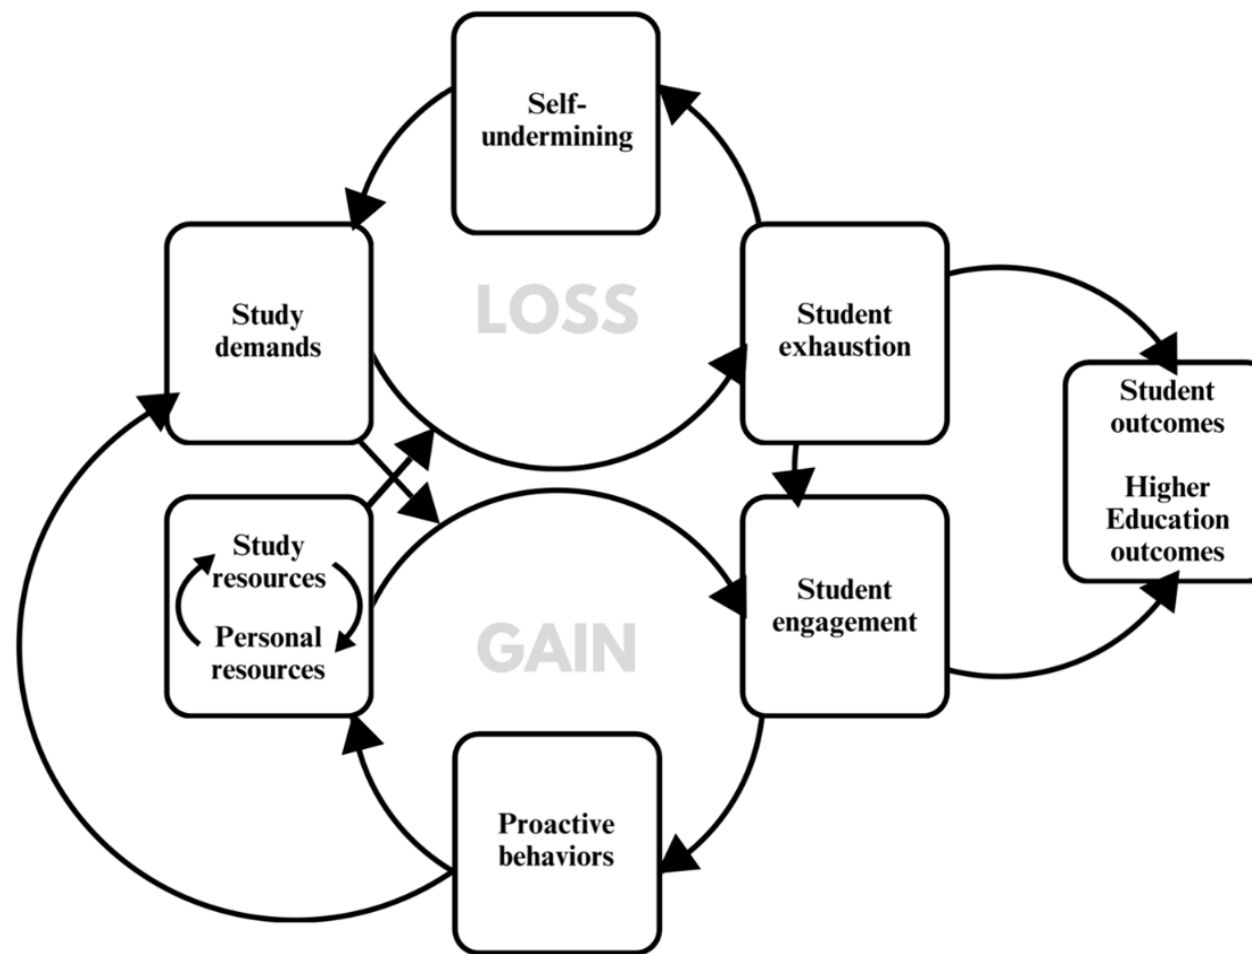 Self-
undermining
LOSS
Study
demands
Student
exhaustion
Student
outcomes
Higher
Education
outcomes
Study
resources
Personal
resources
GAIN
Student
engagement
Proactive
behaviors